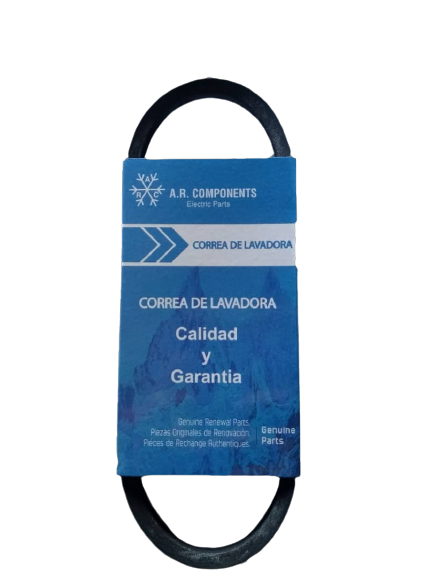 A
R C
A.R. COMPONENTS
Electric Parts
CORREA DE LAVADORA
CORREA DE LAVADORA
Calidad
y
Garantia
Genuine Renewal Parts.
Piezas Originales de Renovación.
Pièces de Rechange Authentiques.
Genuine
Parts